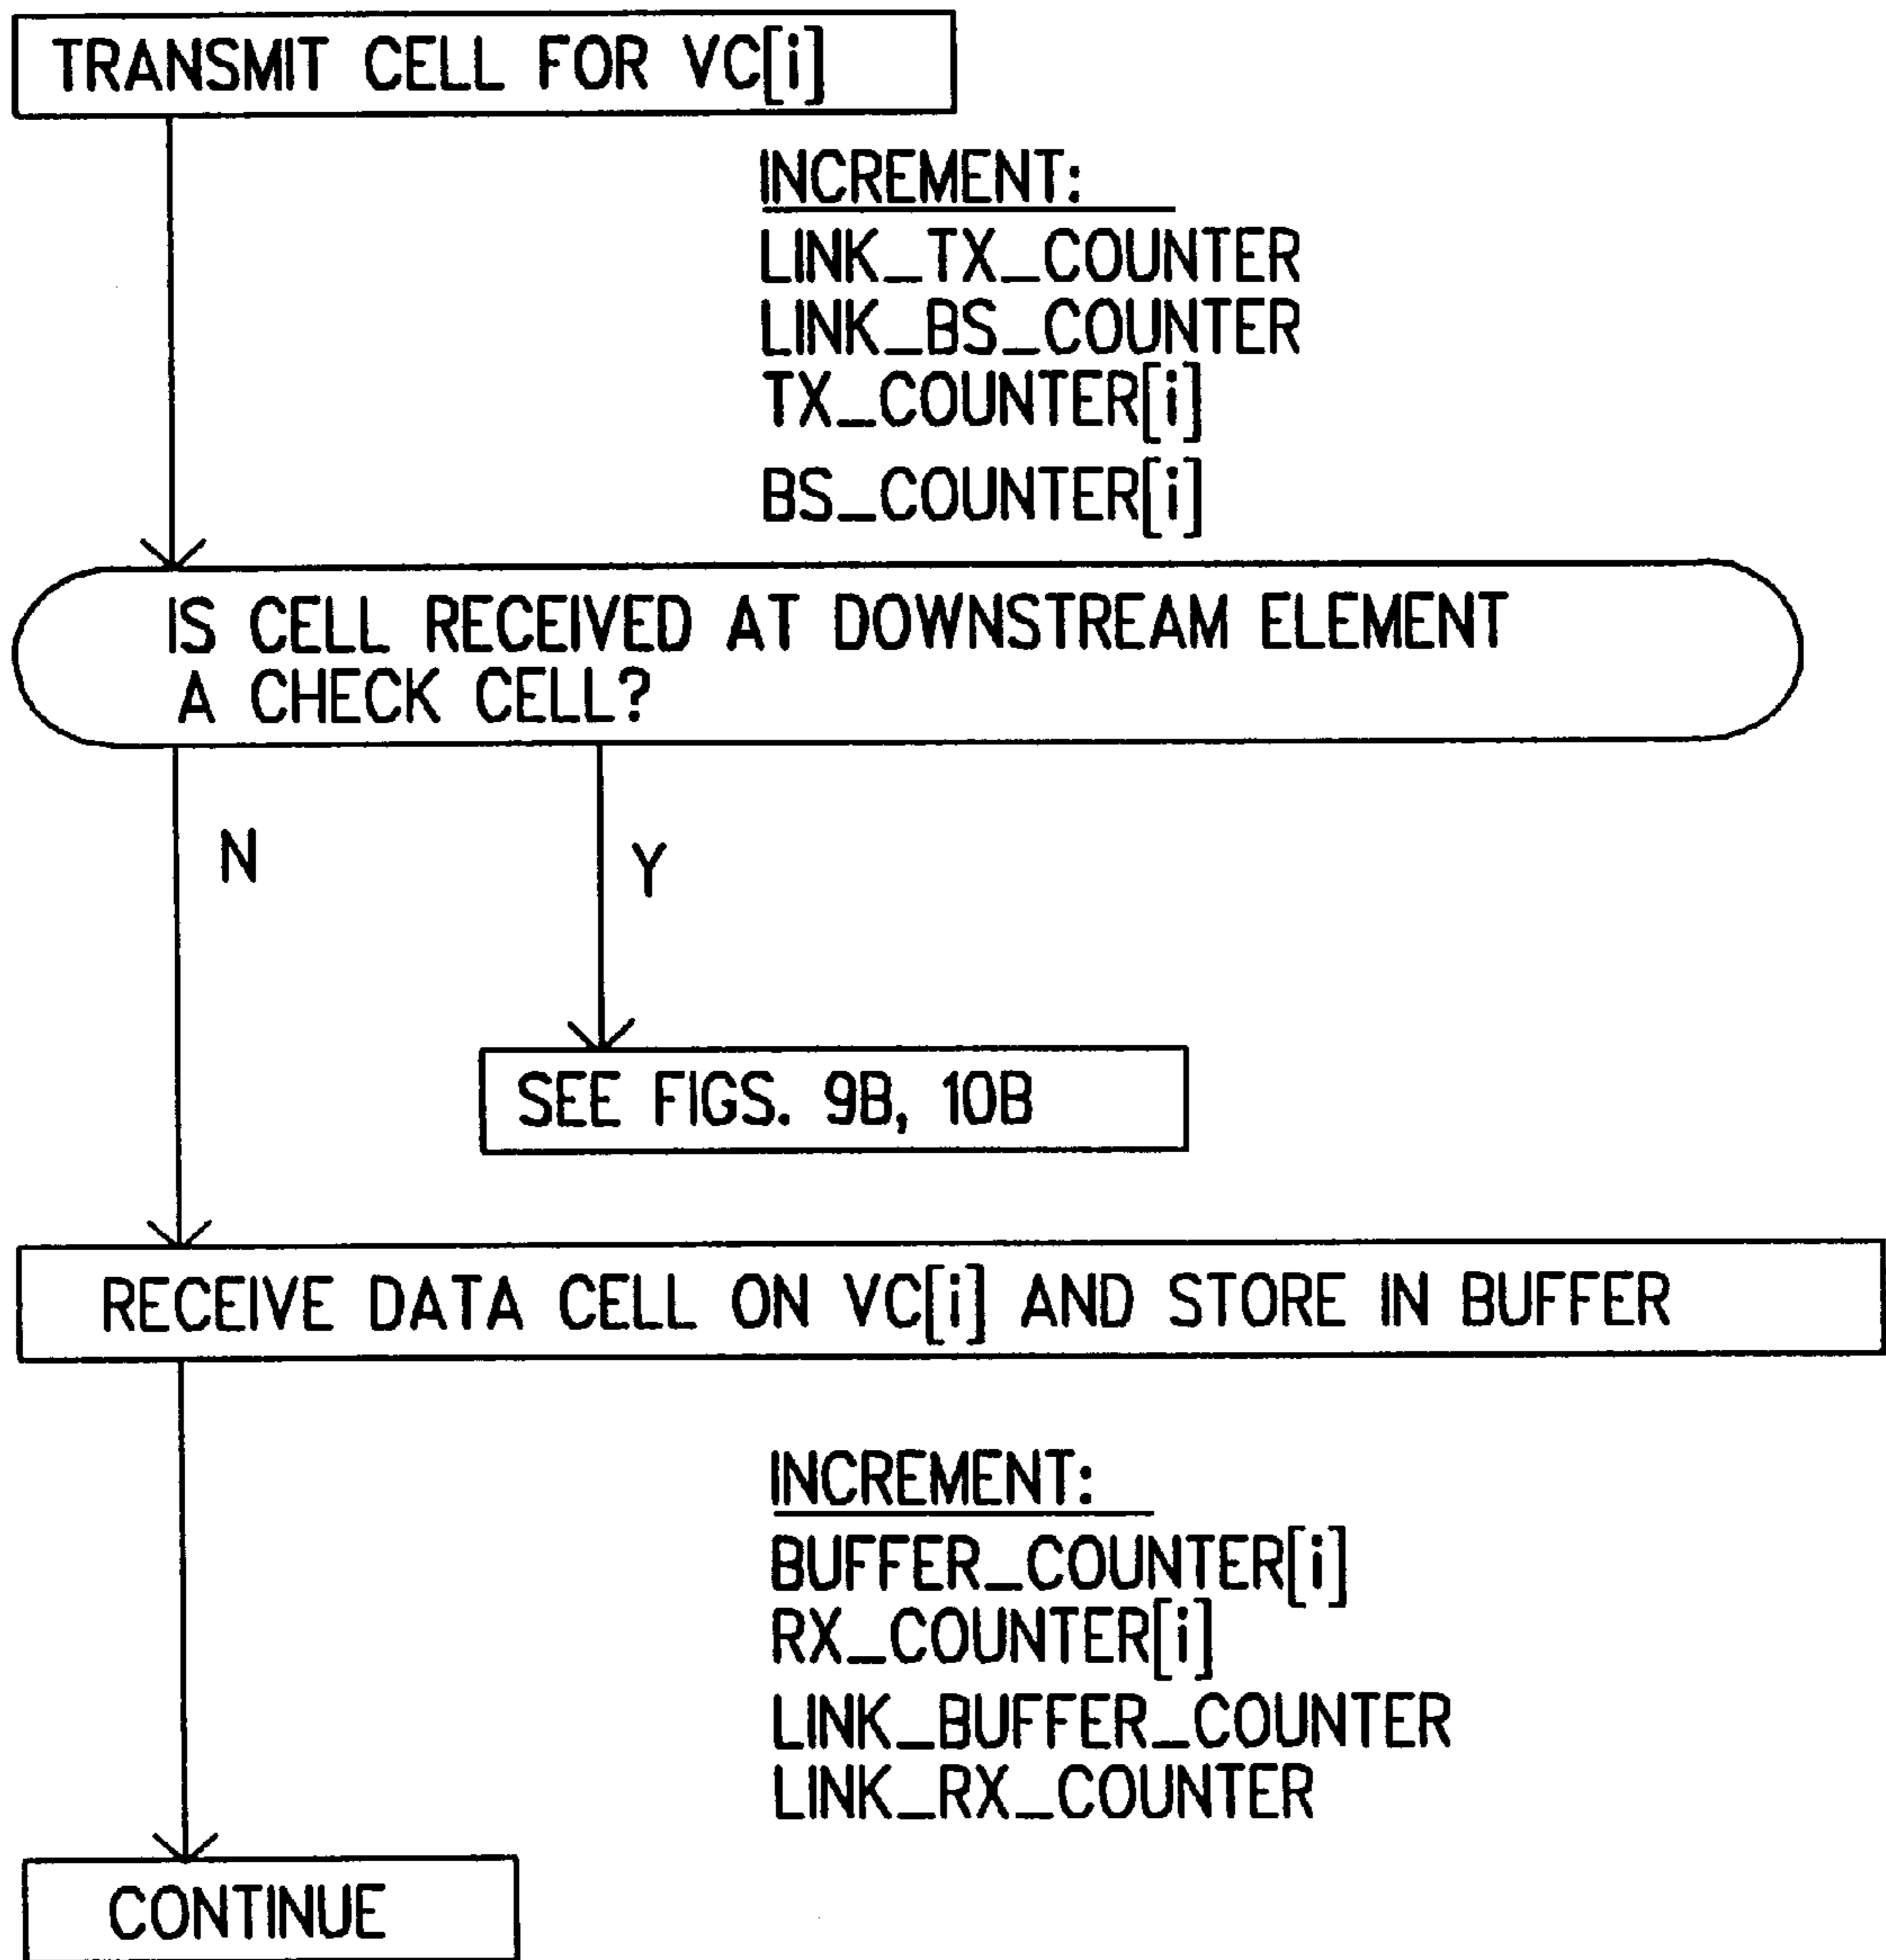 TRANSMIT CELL FOR VC[i]
INCREMENT:
LINK_TX_COUNTER
LINK_BS_COUNTER
TX_COUNTER[i]
BS_COUNTER[i]
IS CELL RECEIVED AT DOWNSTREAM ELEMENT
A CHECK CELL?
N
Y
SEE FIGS. 9B, 10B
RECEIVE DATA CELL ON VC[i] AND STORE IN BUFFER
INCREMENT:
BUFFER_COUNTER[i]
RX_COUNTER[i]
LINK_BUFFER_COUNTER
LINK_RX_COUNTER
CONTINUE